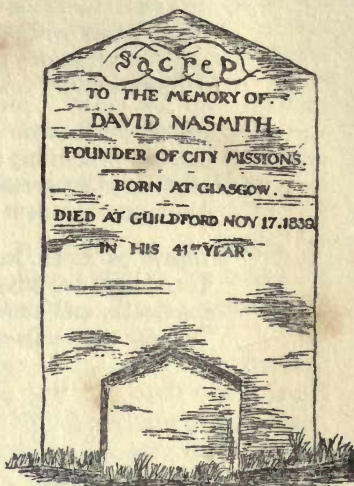 Sacred
TO THE MEMORY OF.
DAVID NASMITH
FOUNDER OF CITY MISSIONS.
BORN AT GLASGOW.
DIED AT GUILDFORD NOV 17.1839
IN HIS 41ST YEAR.